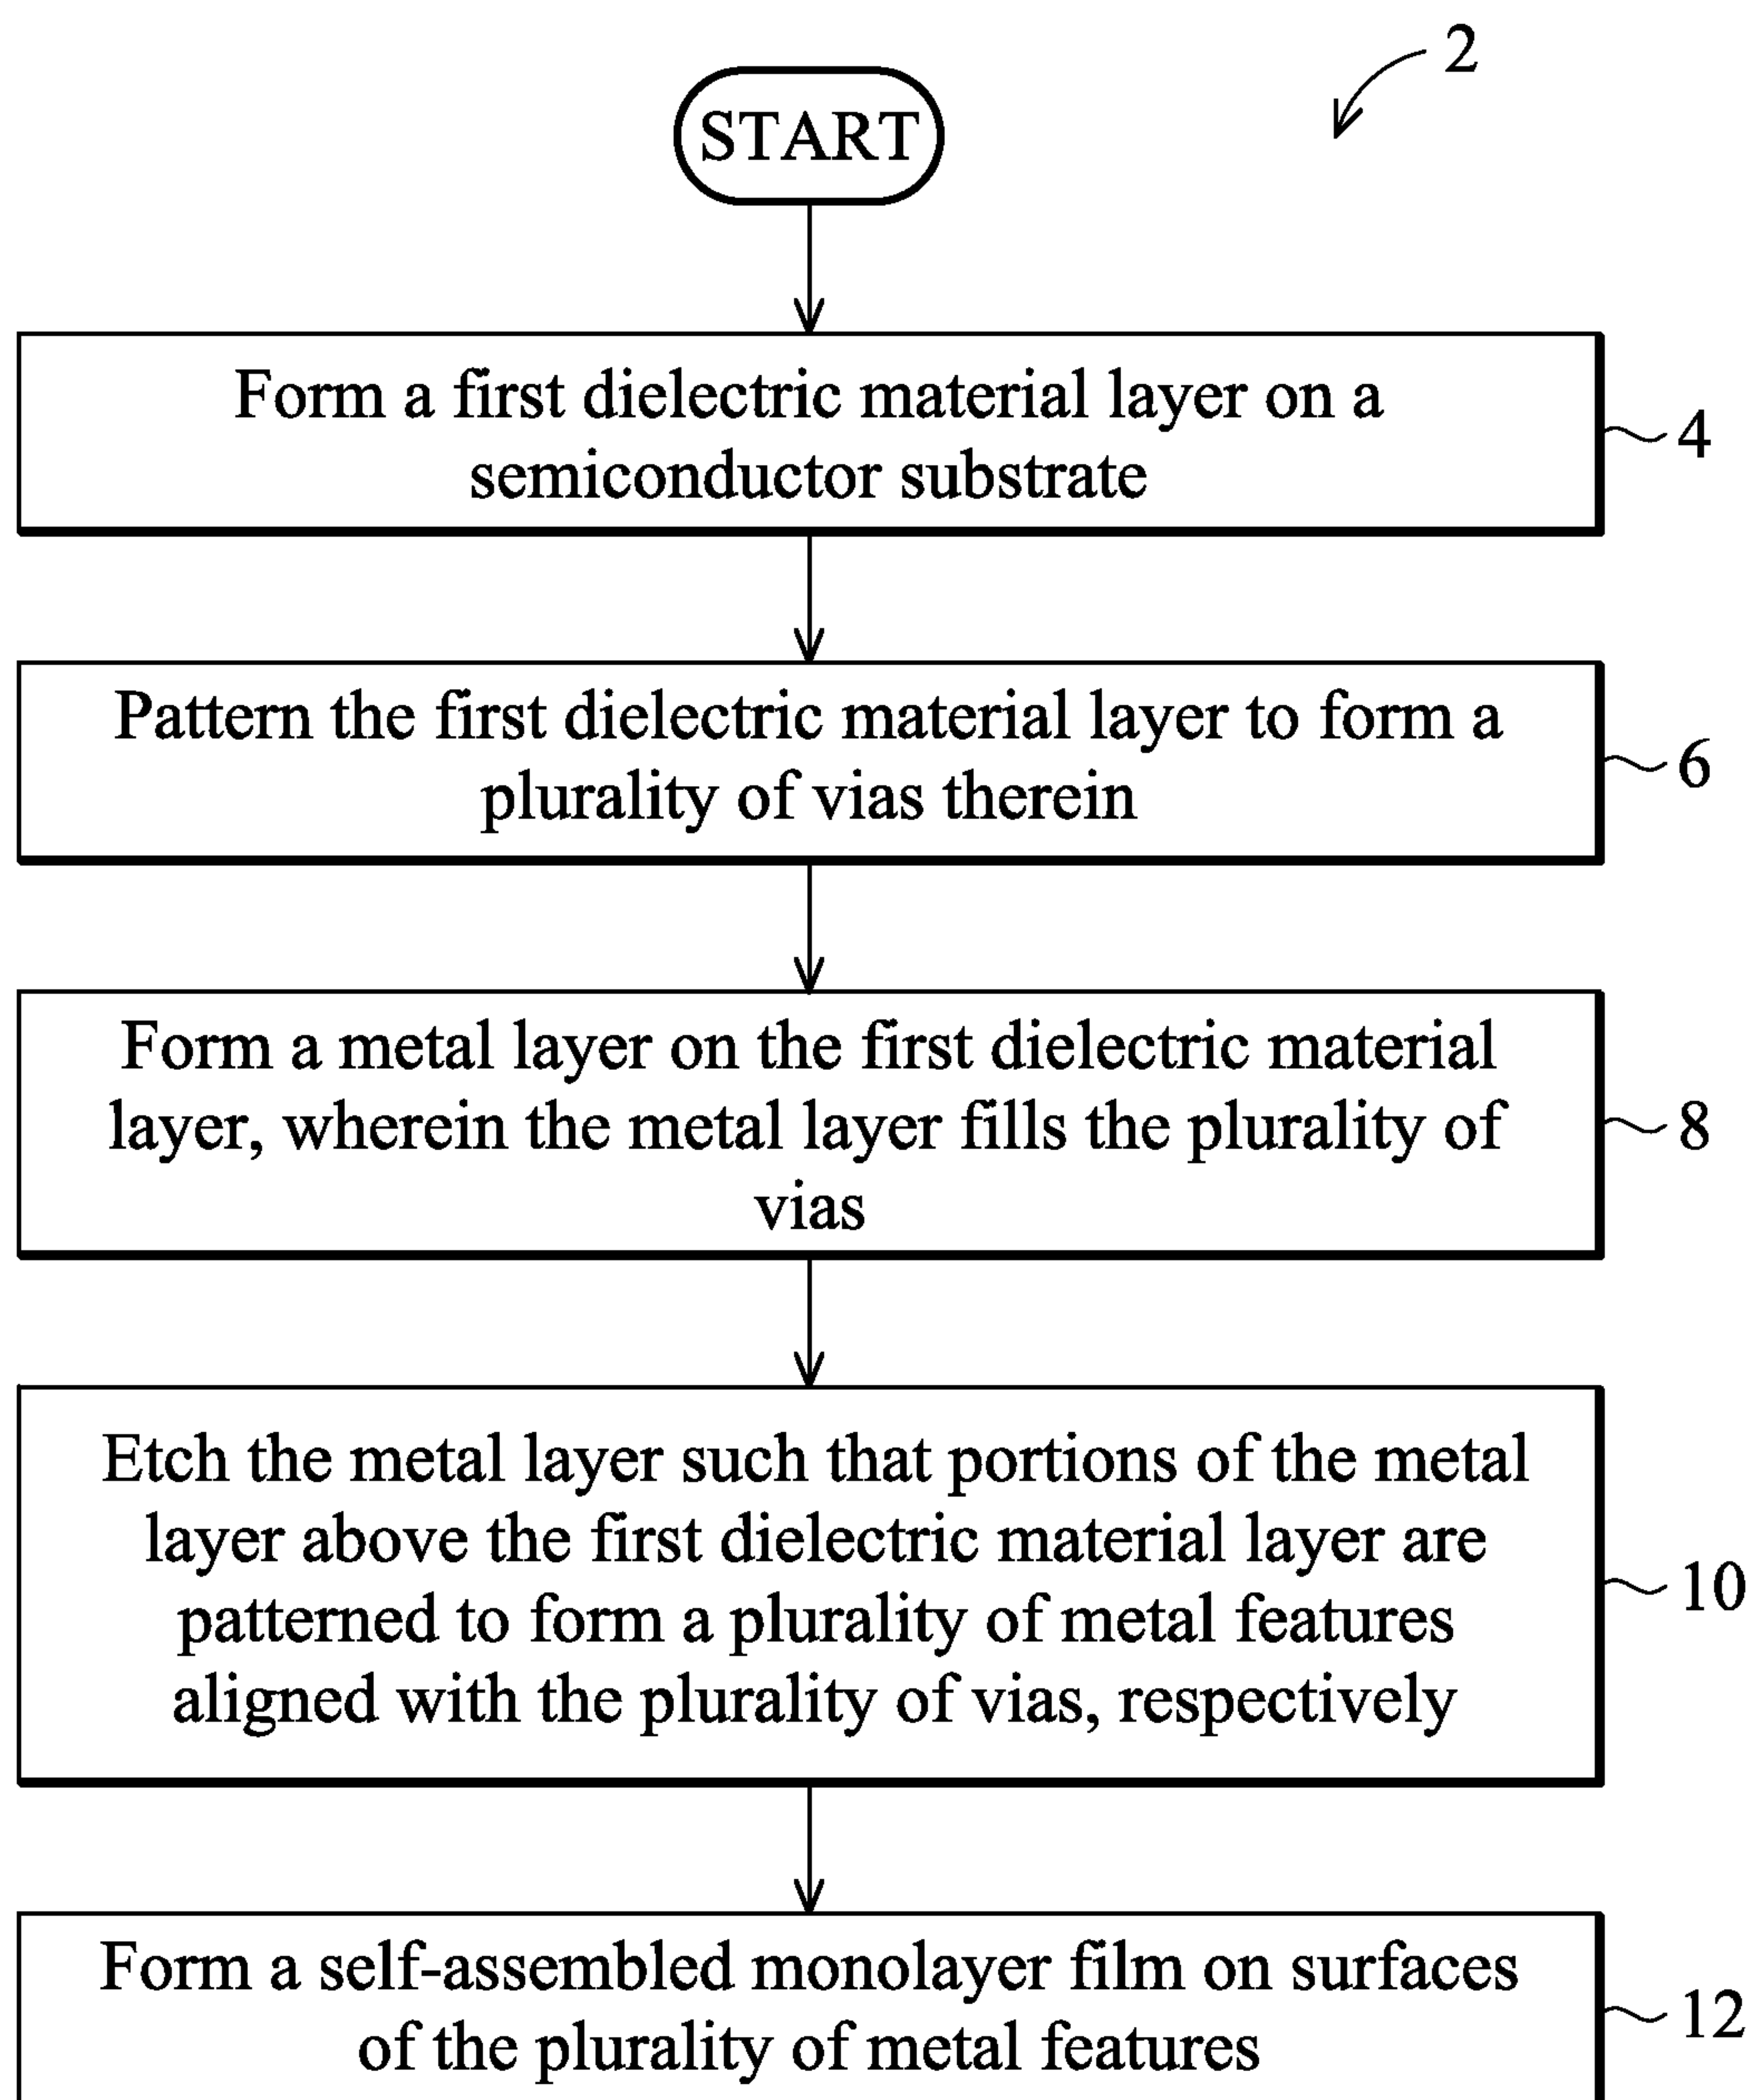 2
START
Form a first dielectric material layer on a
semiconductor substrate
4
Pattern the first dielectric material layer to form a
plurality of vias therein
6
Form a metal layer on the first dielectric material
layer, wherein the metal layer fills the plurality of
vias
8
Etch the metal layer such that portions of the metal
layer above the first dielectric material layer are
patterned to form a plurality of metal features
aligned with the plurality of vias, respectively
10
Form a self-assembled monolayer film on surfaces
of the plurality of metal features
12